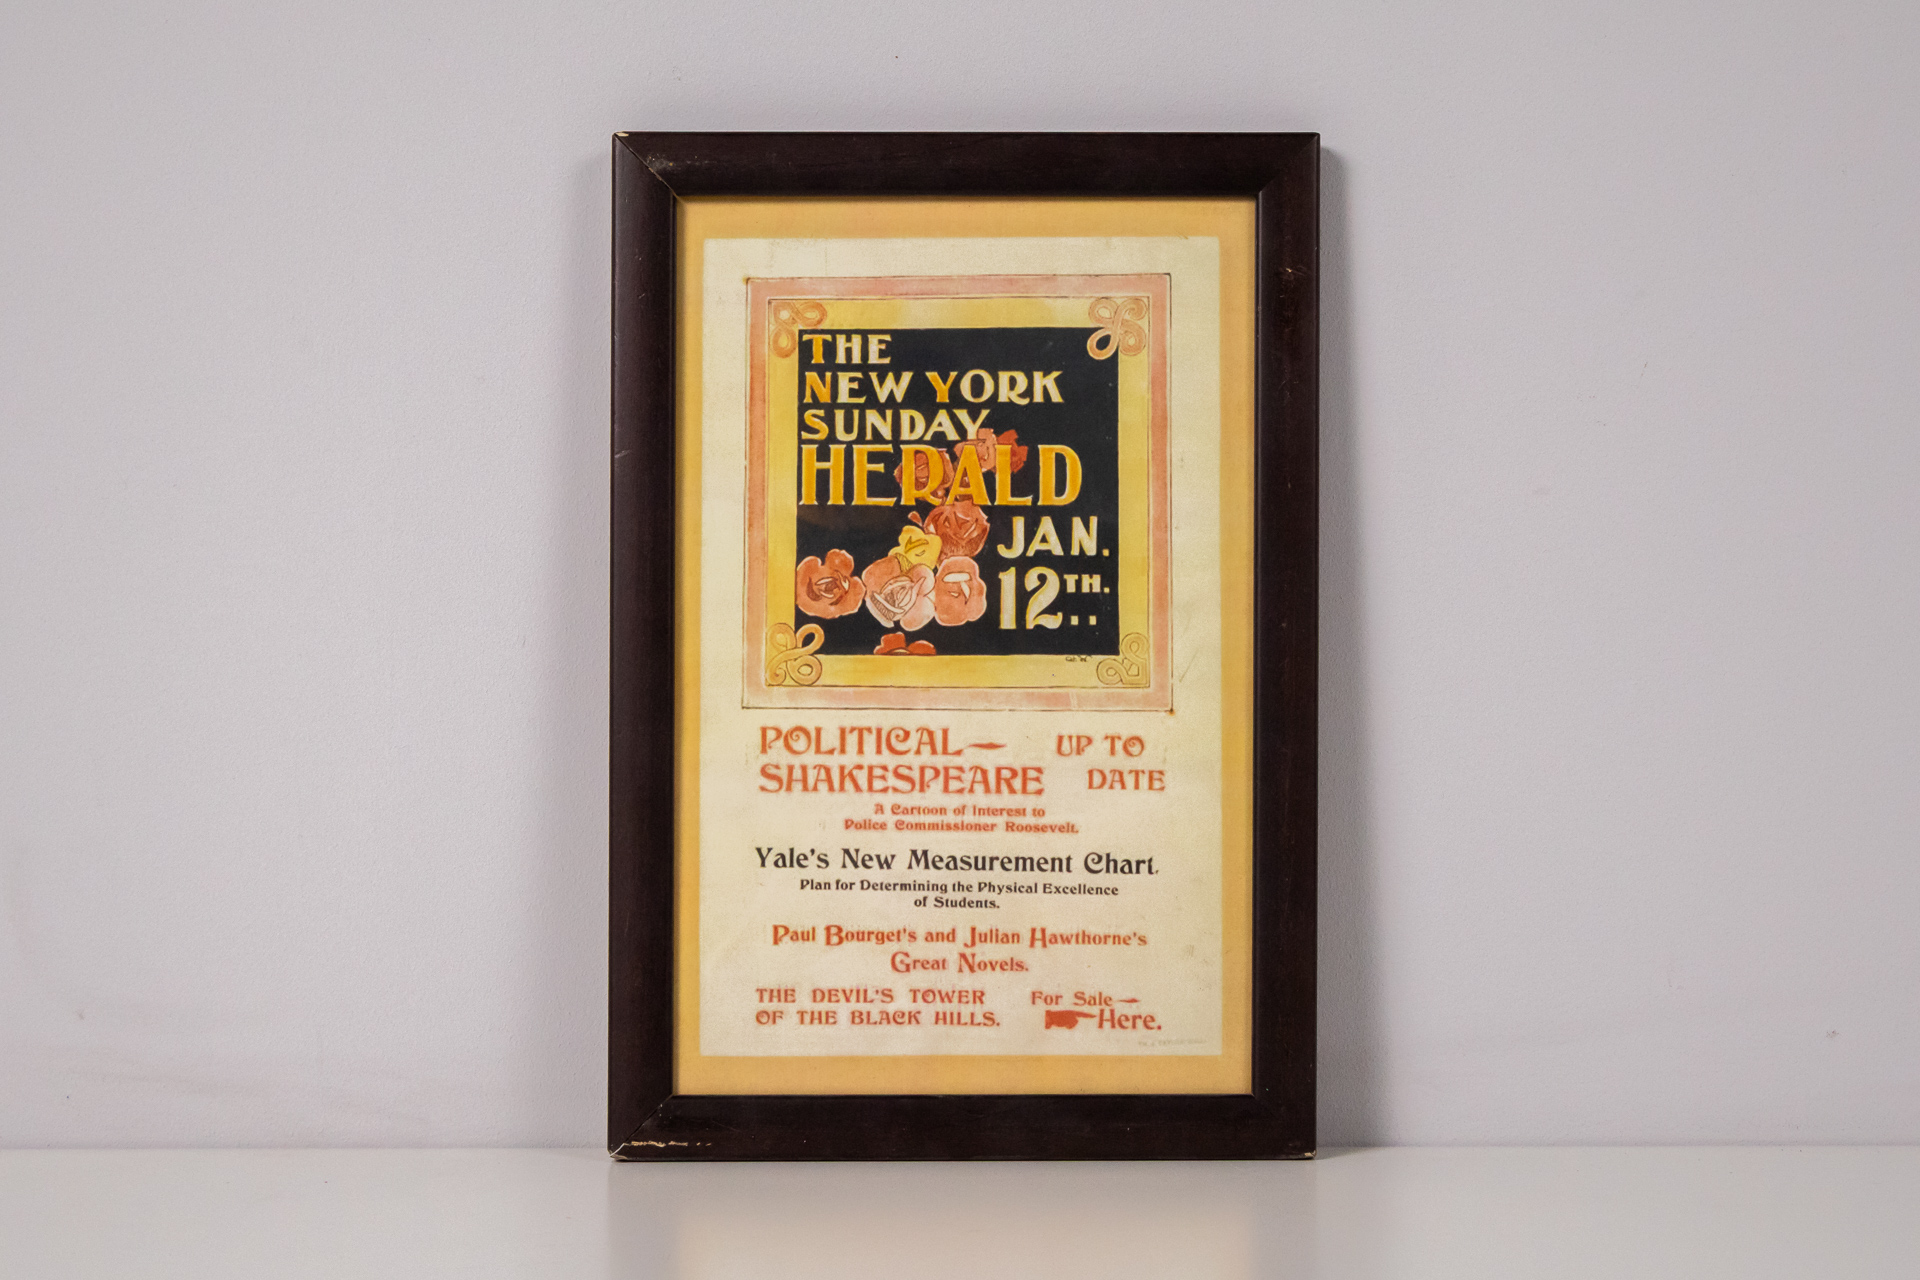 THE
NEW YORK
SUNDAY
HERALD
JAN.
12TH...
POLITICAL— UP TO
SHAKESPEARE DATE
A Cartoon of Interest to
Police Commissioner Roosevelt.
Yale's New Measurement Chart.
Plan for Determining the Physical Excellence
of Students.
Paul Bourget's and Julian Hawthorne's
Great Novels.
THE DEVIL'S TOWER
OF THE BLACK HILLS.
For Sale—
Here.